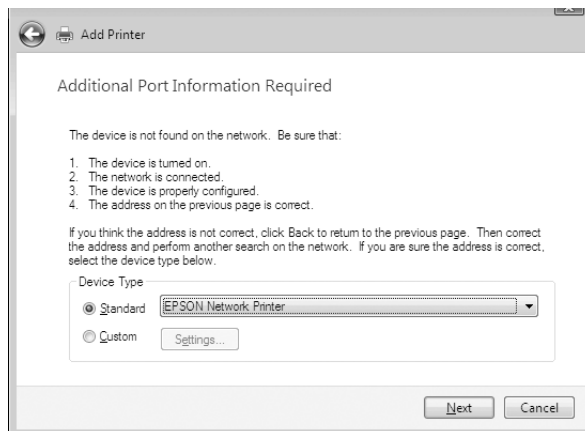 Add Printer
Additional Port Information Required
The device is not found on the network. Be sure that:
1. The device is turned on.
2. The network is connected.
3. The device is properly configured.
4. The address on the previous page is correct.
If you think the address is not correct, click Back to return to the previous page. Then correct
the address and perform another search on the network. If you are sure the address is correct,
select the device type below.
Device Type
Standard EPSON Network Printer
Custom Settings...
Next Cancel